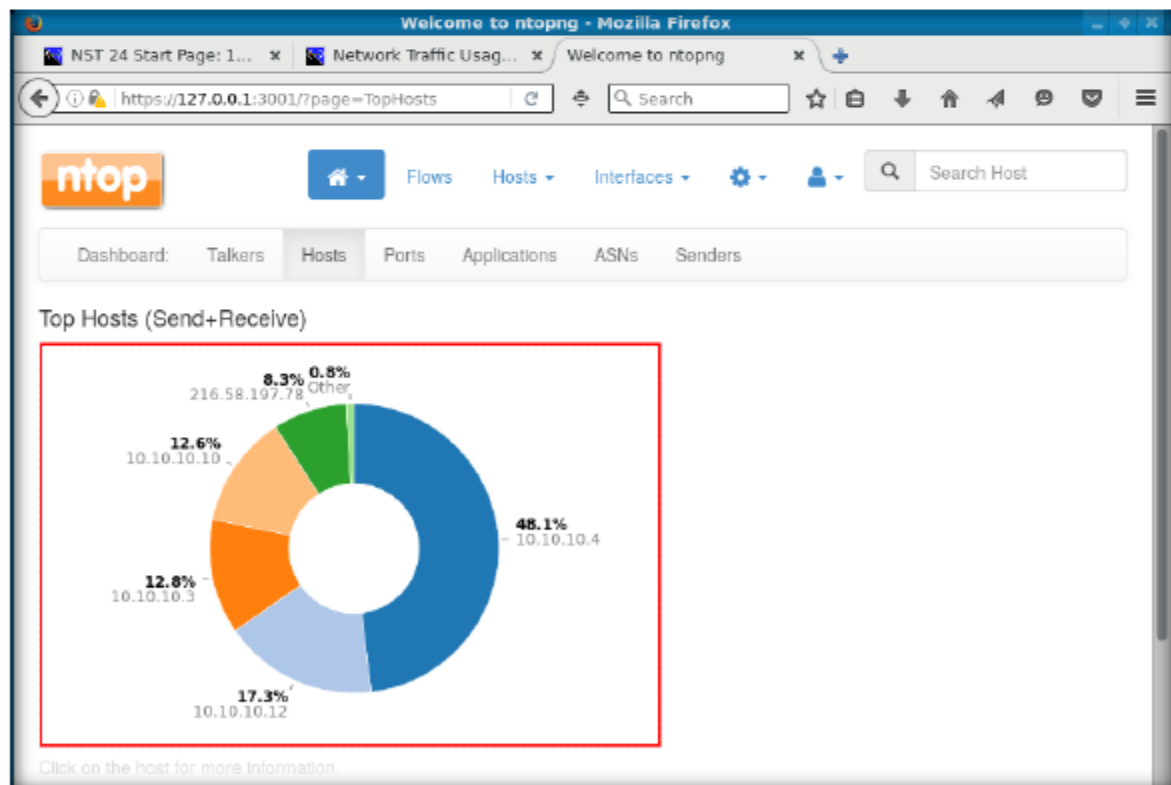 Welcome to ntopng - Mozilla Firefox
NST 24 Start Page: 1... Network Traffic Usag... Welcome to ntopng
https://127.0.0.1:3001/?page=TopHosts Search
ntop Flows Hosts Interfaces Search Host
Dashboard: Talkers Hosts Ports Applications ASNs Senders
Top Hosts (Send+Receive)
0.8%
Other
8.3%
216.58.197.78
12.6%
10.10.10.10
48.1%
10.10.10.4
12.8%
10.10.10.3
17.3%
10.10.10.12
Click on the host for more information.